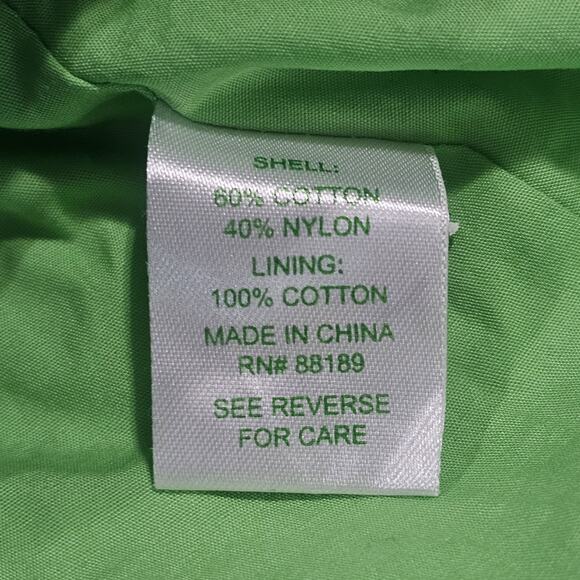 SHELL:
60% COTTON
40% NYLON
LINING:
100% COTTON
MADE IN CHINA
RN# 88189
SEE REVERSE
FOR CARE